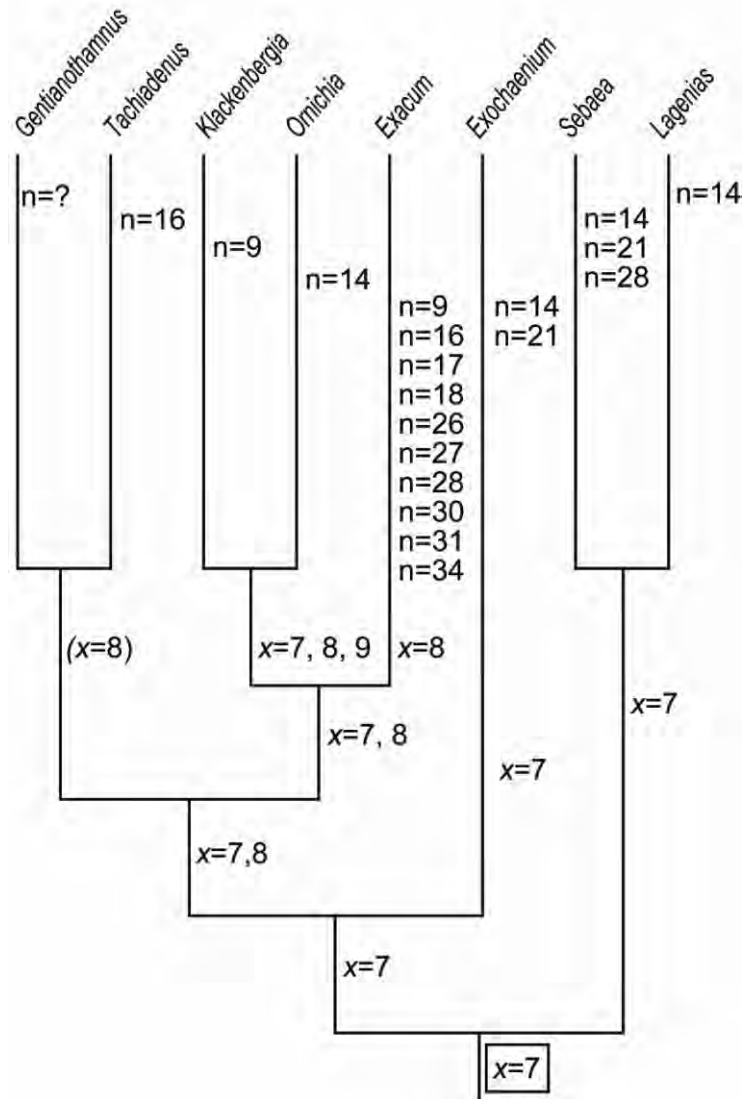 Gentianothamnus
Tachiadenus
Klackenbergia
Ornichia
Exacum
Exochaenium
Sebaea
Lagenias
n=?
n=16
n=9
n=14
n=9
n=16
n=17
n=18
n=26
n=27
n=28
n=30
n=31
n=34
n=14
n=21
n=14
n=21
n=28
n=14
(x=8)
x=7, 8, 9
x=8
x=7, 8
x=7
x=7
x=7,8
x=7
x=7